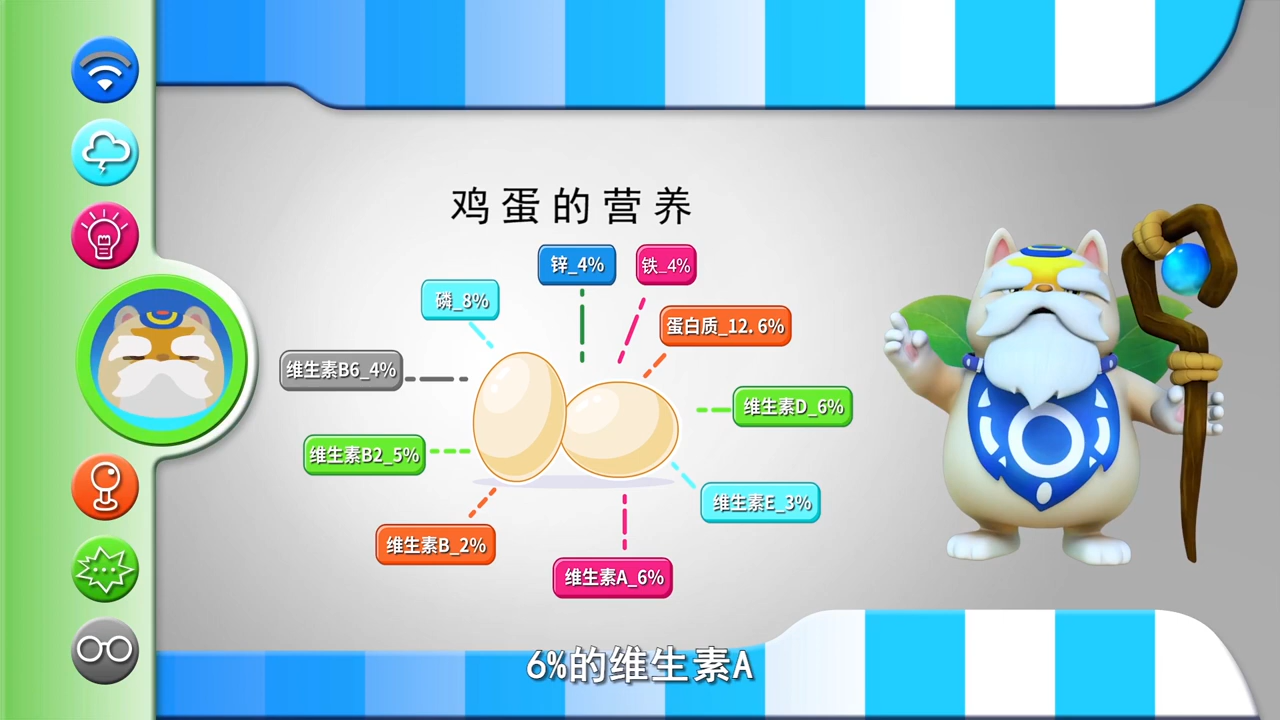 鸡蛋的营养
锌_4%
铁_4%
磷_8%
蛋白质_12.6%
维生素B6_4%
维生素D_6%
维生素B2_5%
维生素E_3%
维生素B_2%
维生素A_6%
6%的维生素A